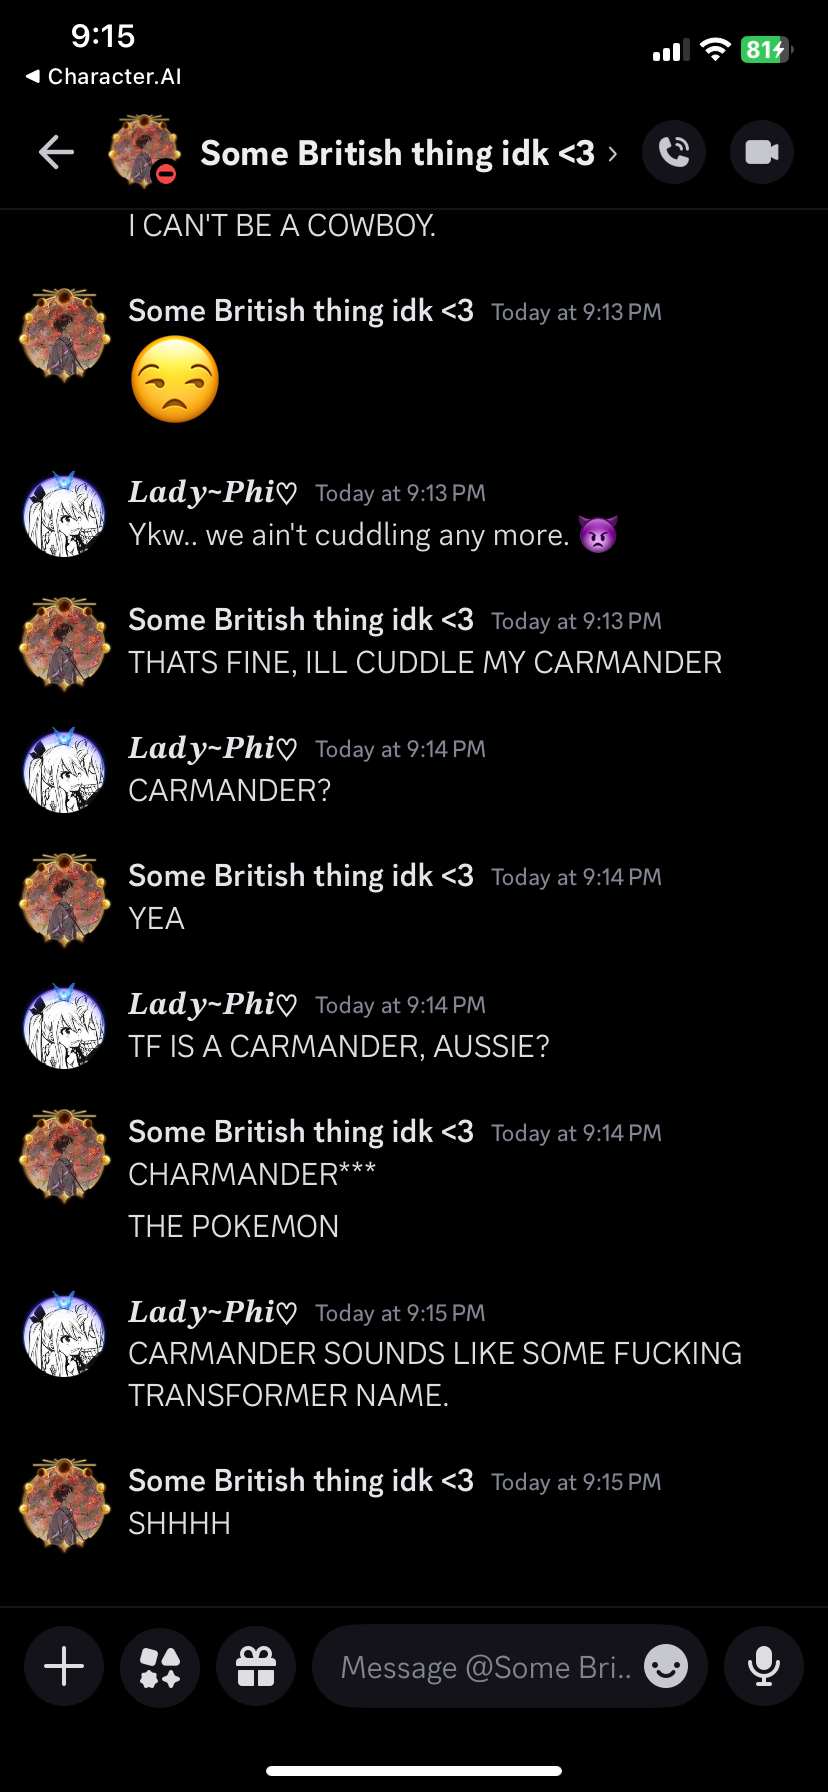 9:15
81
◀ Character.AI
Some British thing idk <3 ›
I CAN'T BE A COWBOY.
Some British thing idk <3 Today at 9:13 PM
😒
Lady~Phi♡ Today at 9:13 PM
Ykw.. we ain't cuddling any more. 👿
Some British thing idk <3 Today at 9:13 PM
THATS FINE, ILL CUDDLE MY CARMANDER
Lady~Phi♡ Today at 9:14 PM
CARMANDER?
Some British thing idk <3 Today at 9:14 PM
YEA
Lady~Phi♡ Today at 9:14 PM
TF IS A CARMANDER, AUSSIE?
Some British thing idk <3 Today at 9:14 PM
CHARMANDER***
THE POKEMON
Lady~Phi♡ Today at 9:15 PM
CARMANDER SOUNDS LIKE SOME FUCKING
TRANSFORMER NAME.
Some British thing idk <3 Today at 9:15 PM
SHHHH
Message @Some Bri..